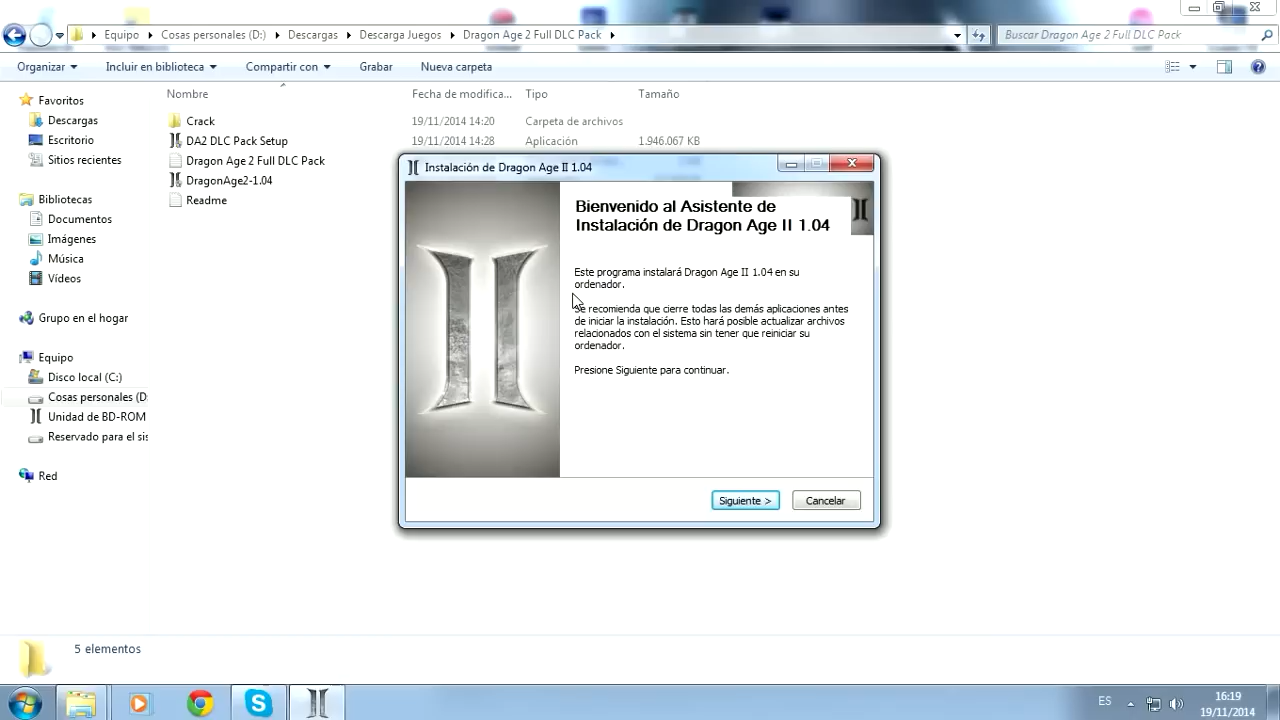 Equipo
Cosas personales (D:)
Descargas
Descarga Juegos
Dragon Age 2 Full DLC Pack
Buscar Dragon Age 2 Full DLC Pack
Organizar
Incluir en biblioteca
Compartir con
Grabar
Nueva carpeta
Favoritos
Descargas
Escritorio
Sitios recientes
Bibliotecas
Documentos
Imágenes
Música
Vídeos
Grupo en el hogar
Equipo
Disco local (C:)
Cosas personales (D:
Unidad de BD-ROM
Reservado para el sis
Red
Nombre
Fecha de modifica...
Tipo
Tamaño
Crack
19/11/2014 14:20
Carpeta de archivos
DA2 DLC Pack Setup
19/11/2014 14:28
Aplicación
1.946.067 KB
Dragon Age 2 Full DLC Pack
DragonAge2-1.04
Readme
Instalación de Dragon Age II 1.04
Bienvenido al Asistente de
Instalación de Dragon Age II 1.04
Este programa instalará Dragon Age II 1.04 en su
ordenador.
Se recomienda que cierre todas las demás aplicaciones antes
de iniciar la instalación. Esto hará posible actualizar archivos
relacionados con el sistema sin tener que reiniciar su
ordenador.
Presione Siguiente para continuar.
Siguiente >
Cancelar
5 elementos
ES
16:19
19/11/2014